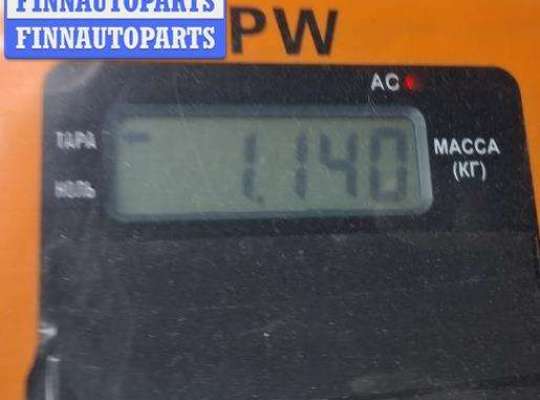 FINNAUTOPARTS
FINNAUTOPARTS
PW
AC
ТАРА
1.140
МАССА
(КГ)
НОЛЬ